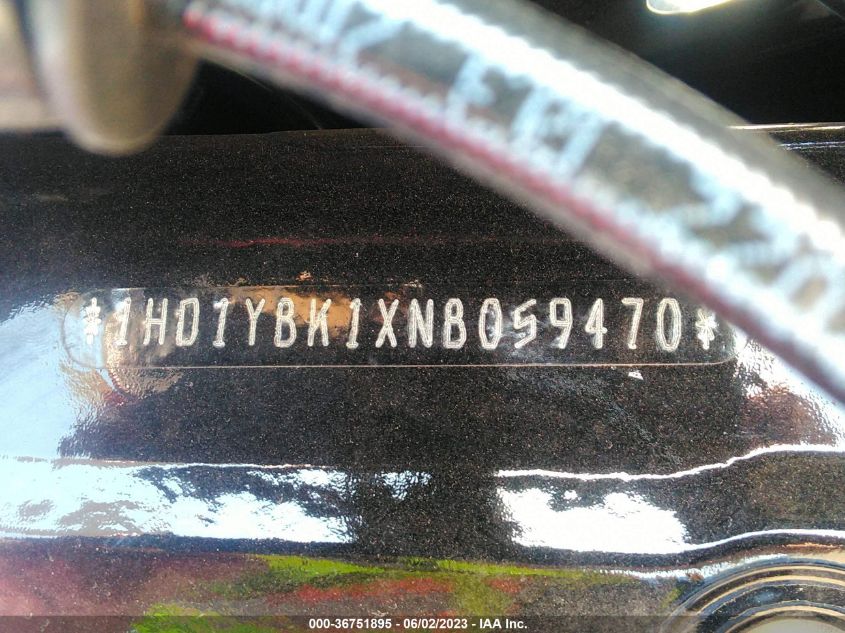 *1HD1YBK1XNB059470*
000-36751895 - 06/02/2023 - IAA Inc.